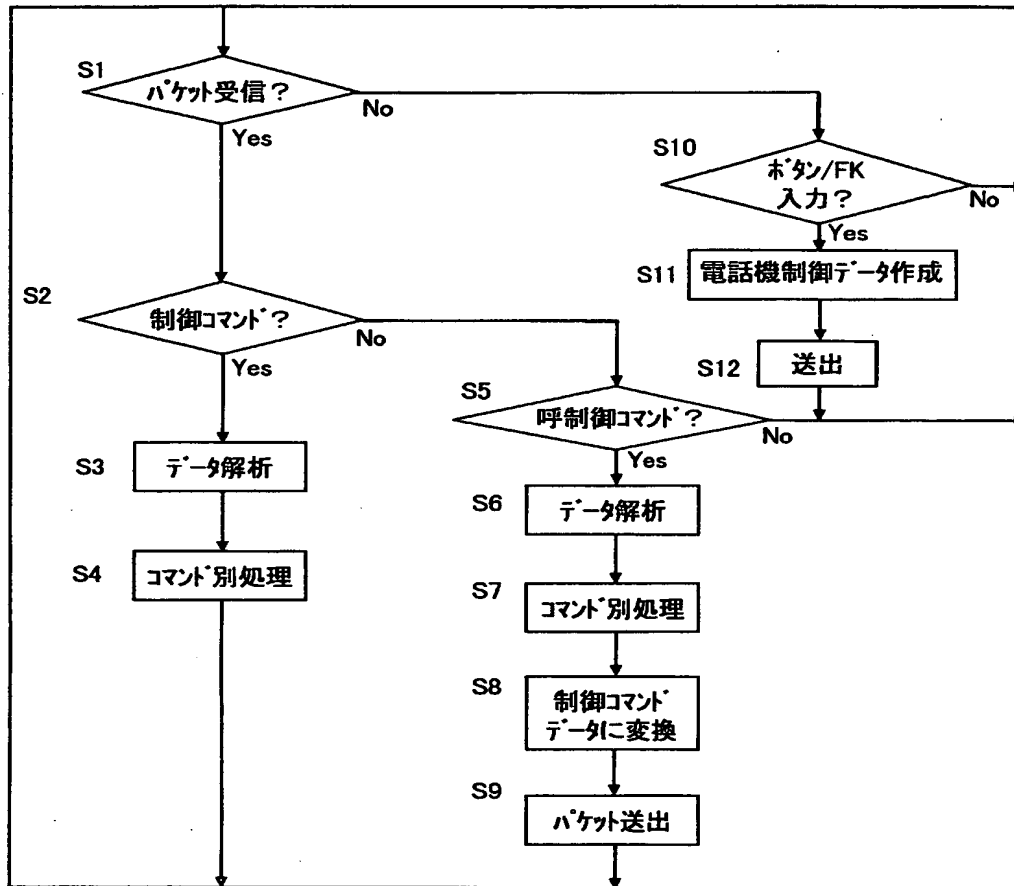 S1
パケット受信?
No
Yes
S10
ボタン/FK
入力?
No
Yes
S11
電話機制御データ作成
S12
送出
S2
制御コマンド?
No
Yes
S5
呼制御コマンド?
No
Yes
S3
データ解析
S4
コマンド別処理
S6
データ解析
S7
コマンド別処理
S8
制御コマンド
データに変換
S9
パケット送出